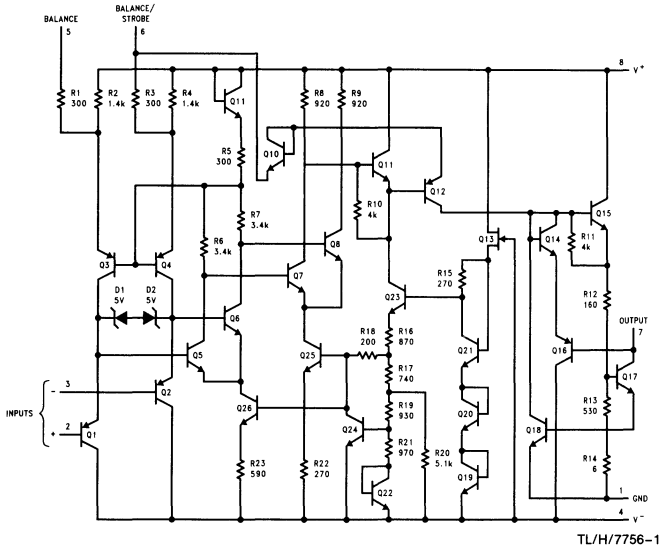 BALANCE
5
BALANCE/
STROBE
6
8 V+
R1
300
R2
1.4k
R3
300
R4
1.4k
Q11
R8
920
R9
920
R5
300
Q10
Q11
Q12
R10
4k
Q15
R7
3.4k
R6
3.4k
Q8
Q13
Q14
R11
4k
Q3
Q4
Q7
R15
270
D1
5V
D2
5V
Q23
R12
160
OUTPUT
7
Q6
R16
870
R18
200
Q21
Q16
Q5
Q25
R17
740
Q17
INPUTS
- 3
Q2
Q26
R19
930
Q20
R13
530
+ 2
Q1
Q24
Q18
R21
970
R20
5.1k
R23
590
R22
270
Q22
Q19
R14
6
1
GND
4 V-
TL/H/7756-1